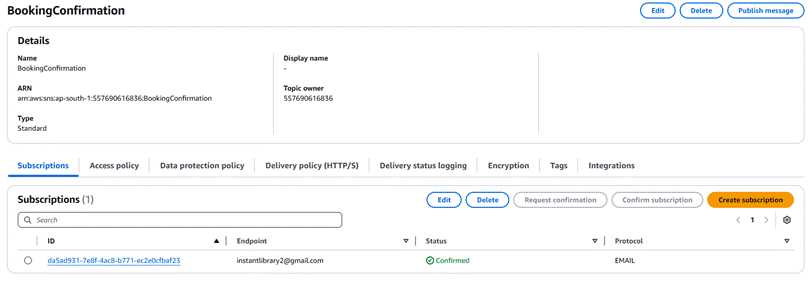 BookingConfirmation
Edit Delete Publish message
Details
Name Display name
BookingConfirmation -
ARN Topic owner
arn:aws:sns:ap-south-1:557690616836:BookingConfirmation 557690616836
Type
Standard
Subscriptions Access policy Data protection policy Delivery policy (HTTP/S) Delivery status logging Encryption Tags Integrations
Subscriptions (1) Edit Delete Request confirmation Confirm subscription Create subscription
Search
1
ID Endpoint Status Protocol
da5ad931-7e8f-4ac8-b771-ec2e0cfbaf23 instantlibrary2@gmail.com Confirmed EMAIL